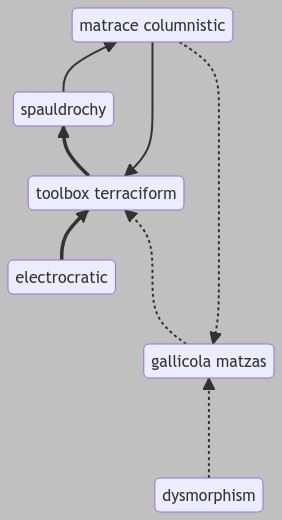 matrace columnistic
spauldrochy
toolbox terraciform
electrocratic
gallicola matzas
dysmorphism